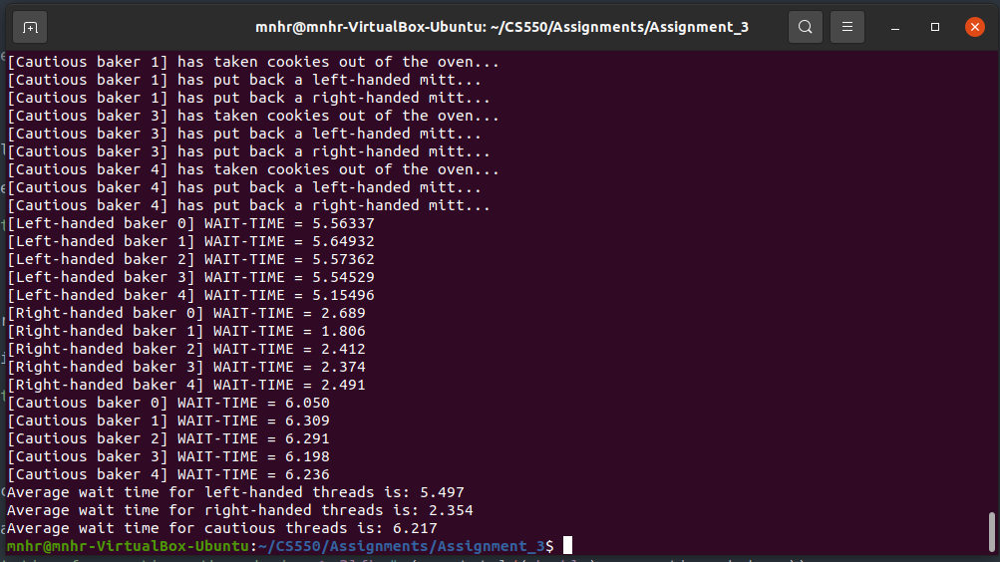 mnhr@mnhr-VirtualBox-Ubuntu: ~/CS550/Assignments/Assignment_3
[Cautious baker 1] has taken cookies out of the oven...
[Cautious baker 1] has put back a left-handed mitt...
[Cautious baker 1] has put back a right-handed mitt...
[Cautious baker 3] has taken cookies out of the oven...
[Cautious baker 3] has put back a left-handed mitt...
[Cautious baker 3] has put back a right-handed mitt...
[Cautious baker 4] has taken cookies out of the oven...
[Cautious baker 4] has put back a left-handed mitt...
[Cautious baker 4] has put back a right-handed mitt...
[Left-handed baker 0] WAIT-TIME = 5.56337
[Left-handed baker 1] WAIT-TIME = 5.64932
[Left-handed baker 2] WAIT-TIME = 5.57362
[Left-handed baker 3] WAIT-TIME = 5.54529
[Left-handed baker 4] WAIT-TIME = 5.15496
[Right-handed baker 0] WAIT-TIME = 2.689
[Right-handed baker 1] WAIT-TIME = 1.806
[Right-handed baker 2] WAIT-TIME = 2.412
[Right-handed baker 3] WAIT-TIME = 2.374
[Right-handed baker 4] WAIT-TIME = 2.491
[Cautious baker 0] WAIT-TIME = 6.050
[Cautious baker 1] WAIT-TIME = 6.309
[Cautious baker 2] WAIT-TIME = 6.291
[Cautious baker 3] WAIT-TIME = 6.198
[Cautious baker 4] WAIT-TIME = 6.236
Average wait time for left-handed threads is: 5.497
Average wait time for right-handed threads is: 2.354
Average wait time for cautious threads is: 6.217
mnhr@mnhr-VirtualBox-Ubuntu:~/CS550/Assignments/Assignment_3$